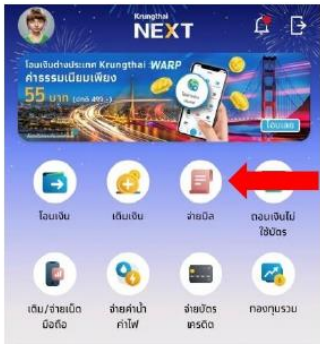 Krungthai
NEXT
โอนเงินต่างประเทศ Krungthai WARP
ค่าธรรมเนียมเพียง
55 บาท (ปกติ 499.-)
โอนเลย
โอนเงิน
เติมเงิน
จ่ายบิล
ถอนเงินไม่
ใช้บัตร
เติม/จ่ายเน็ต
มือถือ
จ่ายค่าน้ำ
ค่าไฟ
จ่ายบัตร
เครดิต
กองทุนรวม